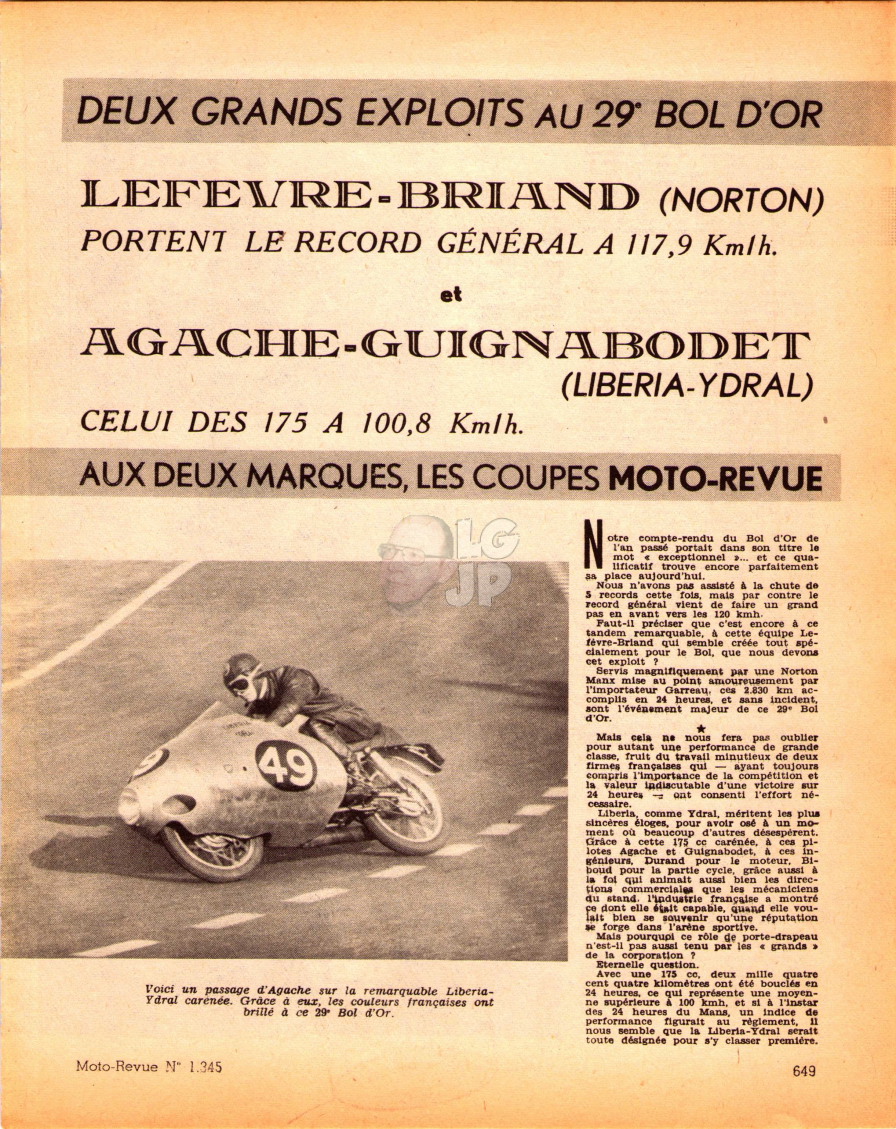 DEUX GRANDS EXPLOITS AU 29e BOL D'OR
LEFEVRE-BRIAND (NORTON)
PORTENT LE RECORD GÉNÉRAL A 117,9 Km/h.
et
AGACHE-GUIGNABODET
(LIBERIA-YDRAL)
CELUI DES 175 A 100,8 Km/h.
AUX DEUX MARQUES, LES COUPES MOTO-REVUE
LG
JP
49
Notre compte-rendu du Bol d'Or de
l'an passé portait dans son titre le
mot « exceptionnel »... et ce qua-
lificatif trouve encore parfaitement
sa place aujourd'hui.
Nous n'avons pas assisté à la chute de
5 records cette fois, mais par contre le
record général vient de faire un grand
pas en avant vers les 120 kmh.
Faut-il préciser que c'est encore à ce
tandem remarquable, à cette équipe Le-
fèvre-Briand qui semble créée tout spé-
cialement pour le Bol, que nous devons
cet exploit ?
Servis magnifiquement par une Norton
Manx mise au point amoureusement par
l'importateur Garreau, ces 2.830 km ac-
complis en 24 heures, et sans incident,
sont l'événement majeur de ce 29e Bol
d'Or.
★
Mais cela ne nous fera pas oublier
pour autant une performance de grande
classe, fruit du travail minutieux de deux
firmes françaises qui — ayant toujours
compris l'importance de la compétition et
la valeur indiscutable d'une victoire sur
24 heures — ont consenti l'effort né-
cessaire.
Liberia, comme Ydral, méritent les plus
sincères éloges, pour avoir osé à un mo-
ment où beaucoup d'autres désespèrent.
Grâce à cette 175 cc carénée, à ces pi-
lotes Agache et Guignabodet, à ces in-
génieurs, Durand pour le moteur, Bi-
boud pour la partie cycle, grâce aussi à
la foi qui animait aussi bien les direc-
tions commerciales que les mécaniciens
du stand, l'industrie française a montré
ce dont elle était capable, quand elle vou-
lait bien se souvenir qu'une réputation
se forge dans l'arène sportive.
Mais pourquoi ce rôle de porte-drapeau
n'est-il pas aussi tenu par les « grands »
de la corporation ?
Eternelle question.
Avec une 175 cc, deux mille quatre
cent quatre kilomètres ont été bouclés en
24 heures, ce qui représente une moyen-
ne supérieure à 100 kmh, et si à l'instar
des 24 heures du Mans, un indice de
performance figurait au règlement, il
nous semble que la Liberia-Ydral serait
toute désignée pour s'y classer première.
Voici un passage d'Agache sur la remarquable Liberia-
Ydral carénée. Grâce à eux, les couleurs françaises ont
brillé à ce 29e Bol d'Or.
Moto-Revue N° 1.345
649